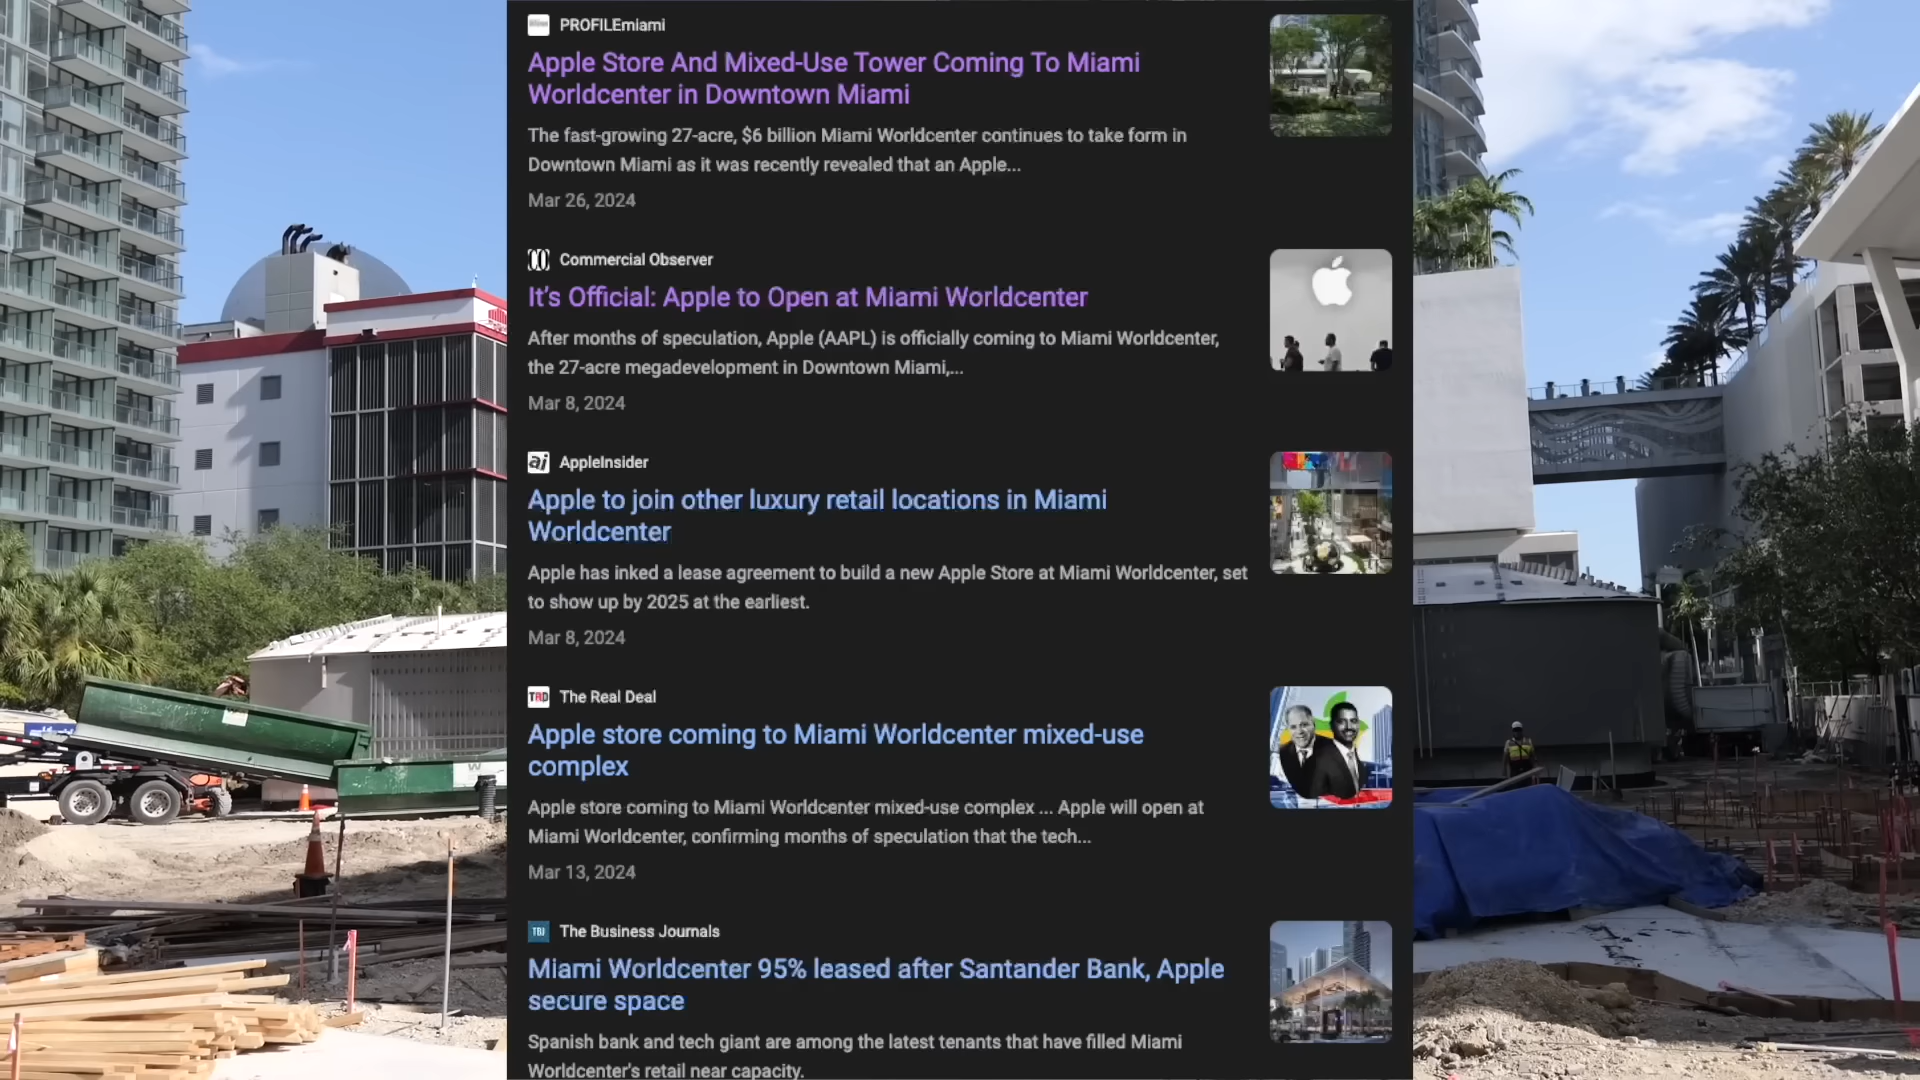 PROFILEmiami
Apple Store And Mixed-Use Tower Coming To Miami
Worldcenter in Downtown Miami
The fast-growing 27-acre, $6 billion Miami Worldcenter continues to take form in
Downtown Miami as it was recently revealed that an Apple...
Mar 26, 2024
Commercial Observer
It's Official: Apple to Open at Miami Worldcenter
After months of speculation, Apple (AAPL) is officially coming to Miami Worldcenter,
the 27-acre megadevelopment in Downtown Miami,...
Mar 8, 2024
ai
AppleInsider
Apple to join other luxury retail locations in Miami
Worldcenter
Apple has inked a lease agreement to build a new Apple Store at Miami Worldcenter, set
to show up by 2025 at the earliest.
Mar 8, 2024
TRD
The Real Deal
Apple store coming to Miami Worldcenter mixed-use
complex
Apple store coming to Miami Worldcenter mixed-use complex ... Apple will open at
Miami Worldcenter, confirming months of speculation that the tech...
Mar 13, 2024
TBJ
The Business Journals
Miami Worldcenter 95% leased after Santander Bank, Apple
secure space
Spanish bank and tech giant are among the latest tenants that have filled Miami
Worldcenter's retail near capacity.